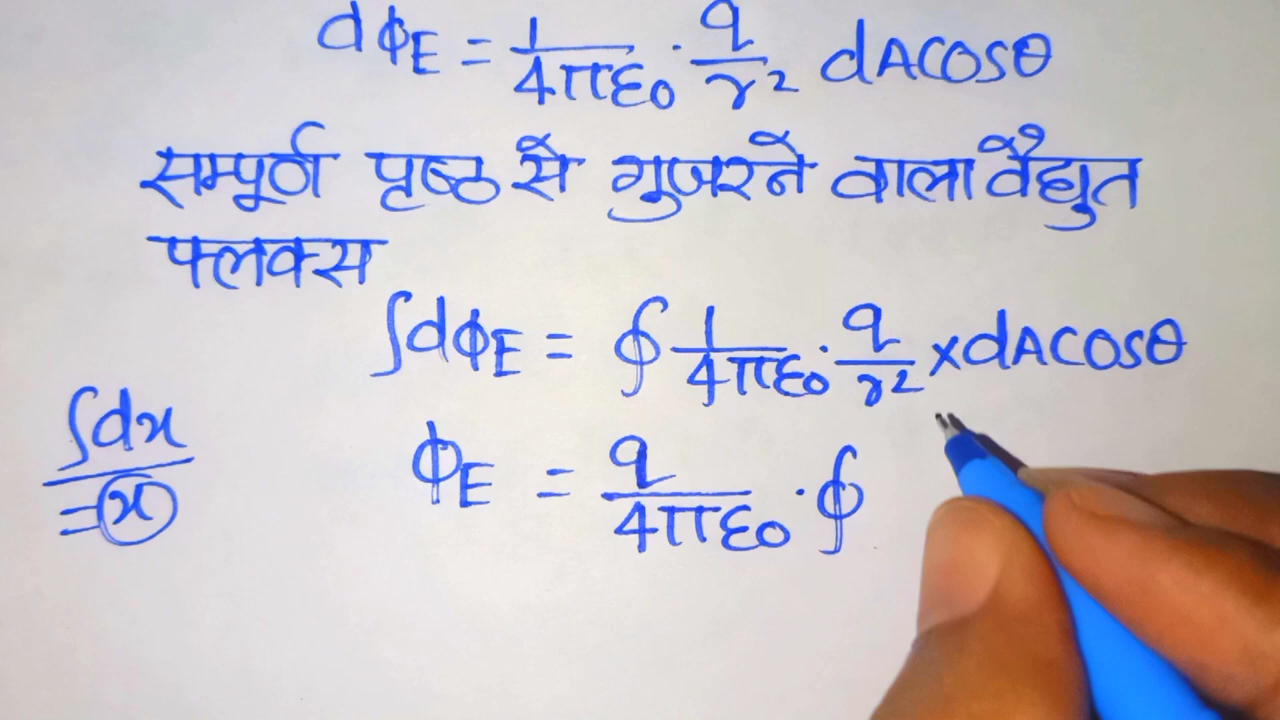 dϕE = 1/4πε0 · q/r² dACosθ
सम्पूर्ण पृष्ठ से गुजरने वाला वैद्युत
फ्लक्स
∫dϕE = ∮ 1/4πε0 · q/r² × dACosθ
∫dx
=x
ϕE = q/4πε0 · ∮